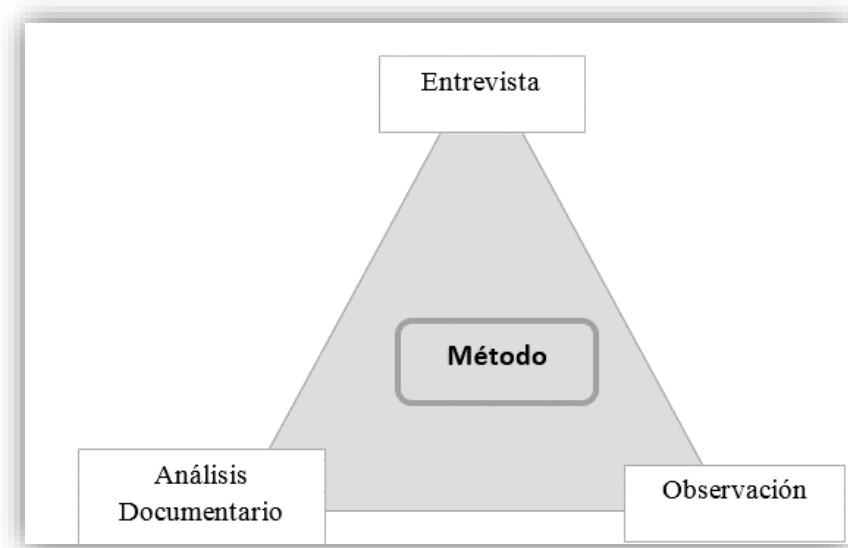 Entrevista
Método
Análisis
Documentario
Observación